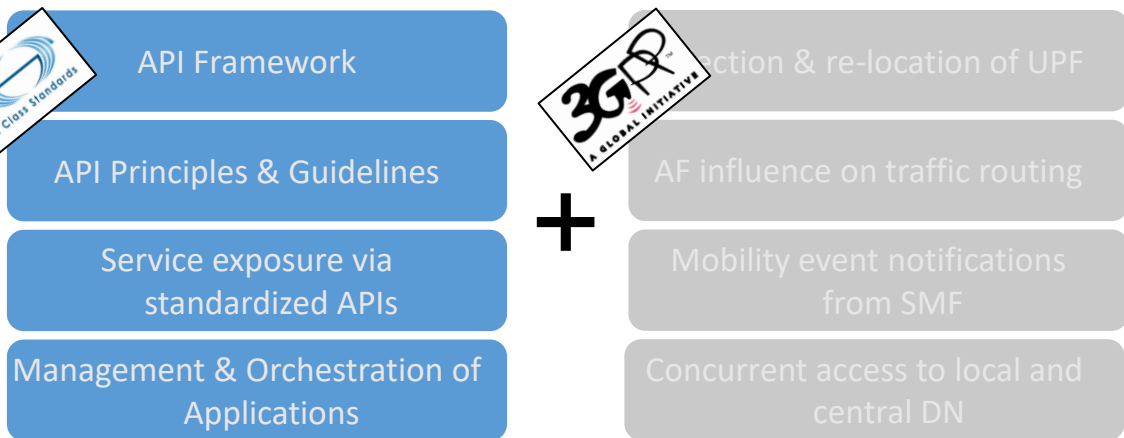 Class Standards
API Framework
API Principles & Guidelines
Service exposure via
standardized APIs
Management & Orchestration of
Applications
+
3GPP™
A GLOBAL INITIATIVE
ection & re-location of UPF
AF influence on traffic routing
Mobility event notifications
from SMF
Concurrent access to local and
central DN